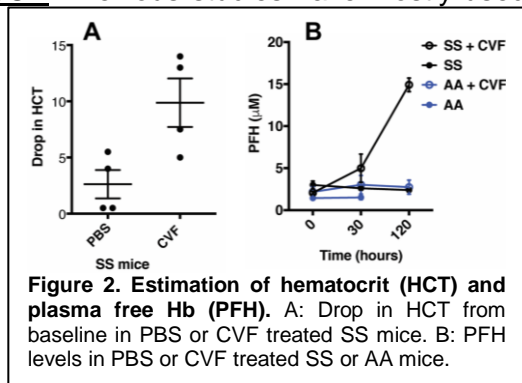 A
B
Drop in HCT
15
10
5
0
PBS
CVF
SS mice
PFH (µM)
20
15
10
5
0
0
30
120
Time (hours)
SS + CVF
SS
AA + CVF
AA
Figure 2. Estimation of hematocrit (HCT) and
plasma free Hb (PFH). A: Drop in HCT from
baseline in PBS or CVF treated SS mice. B: PFH
levels in PBS or CVF treated SS or AA mice.